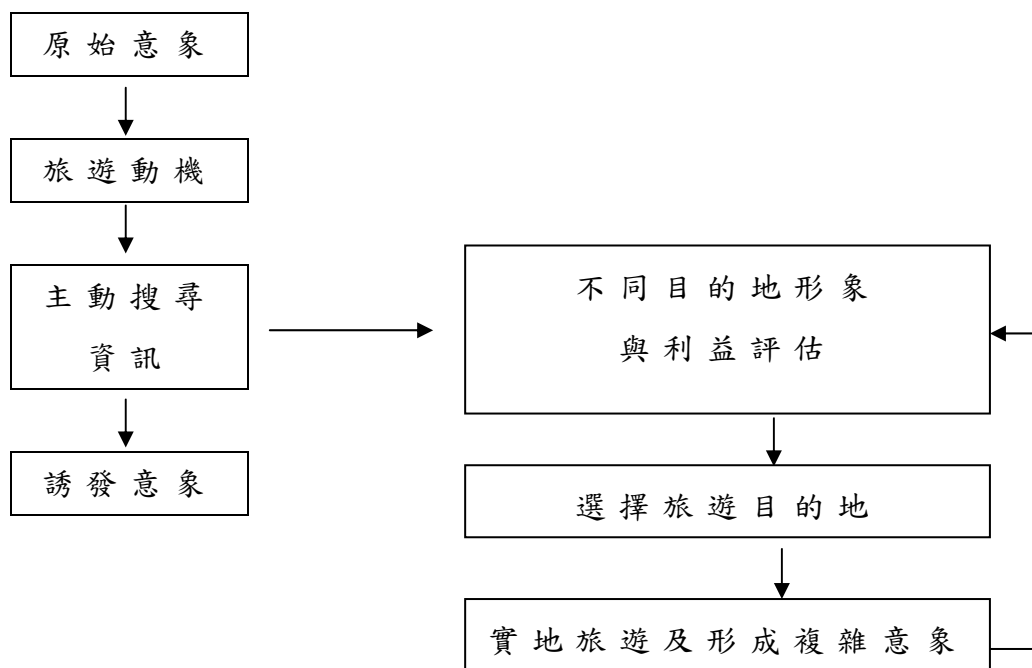 原始意象
旅遊動機
主動搜尋
資訊
誘發意象
不同目的地形象
與利益評估
選擇旅遊目的地
實地旅遊及形成複雜意象